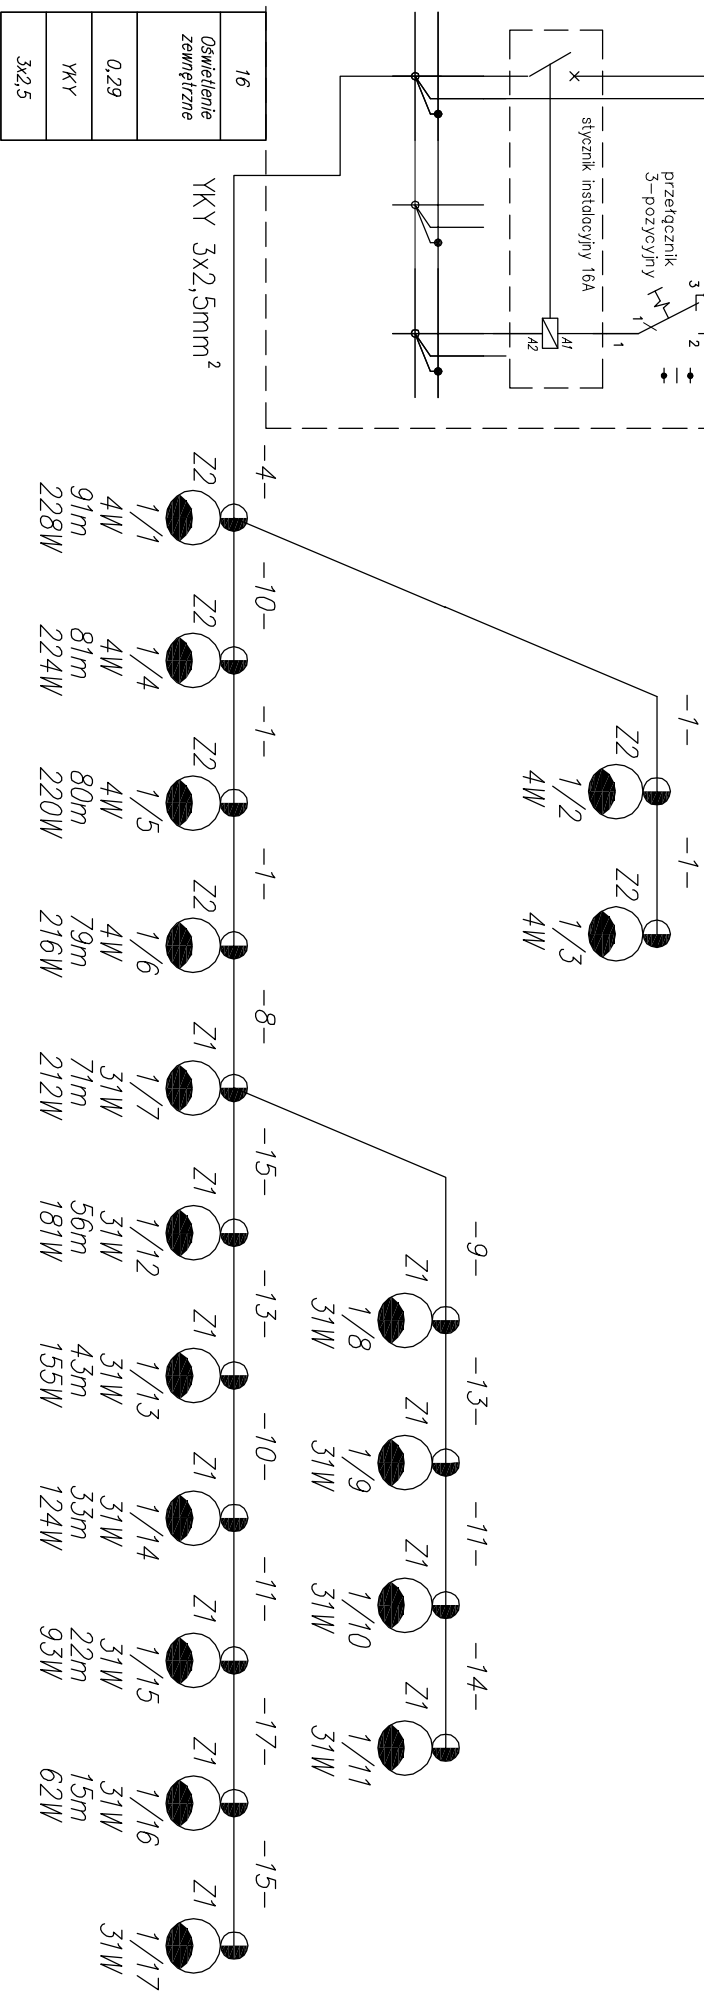 16
Oświetlenie
zewnętrzne
0,29
YKY
3x2,5
stycznik instalacyjny 16A
przełącznik
3-pozycyjny
3
1
2
1
A1
A2
YKY 3x2,5mm²
-4-
-10-
-1-
-1-
-8-
-15-
-13-
-10-
-11-
-17-
-15-
Z2
1/1
4W
91m
228W
Z2
1/4
4W
81m
224W
Z2
1/5
4W
80m
220W
Z2
1/6
4W
79m
216W
Z1
1/7
31W
71m
212W
Z1
1/12
31W
56m
181W
Z1
1/13
31W
43m
155W
Z1
1/14
31W
33m
124W
Z1
1/15
31W
22m
93W
Z1
1/16
31W
15m
62W
Z1
1/17
31W
-1-
-1-
Z2
1/2
4W
Z2
1/3
4W
-9-
-13-
-11-
-14-
Z1
1/8
31W
Z1
1/9
31W
Z1
1/10
31W
Z1
1/11
31W